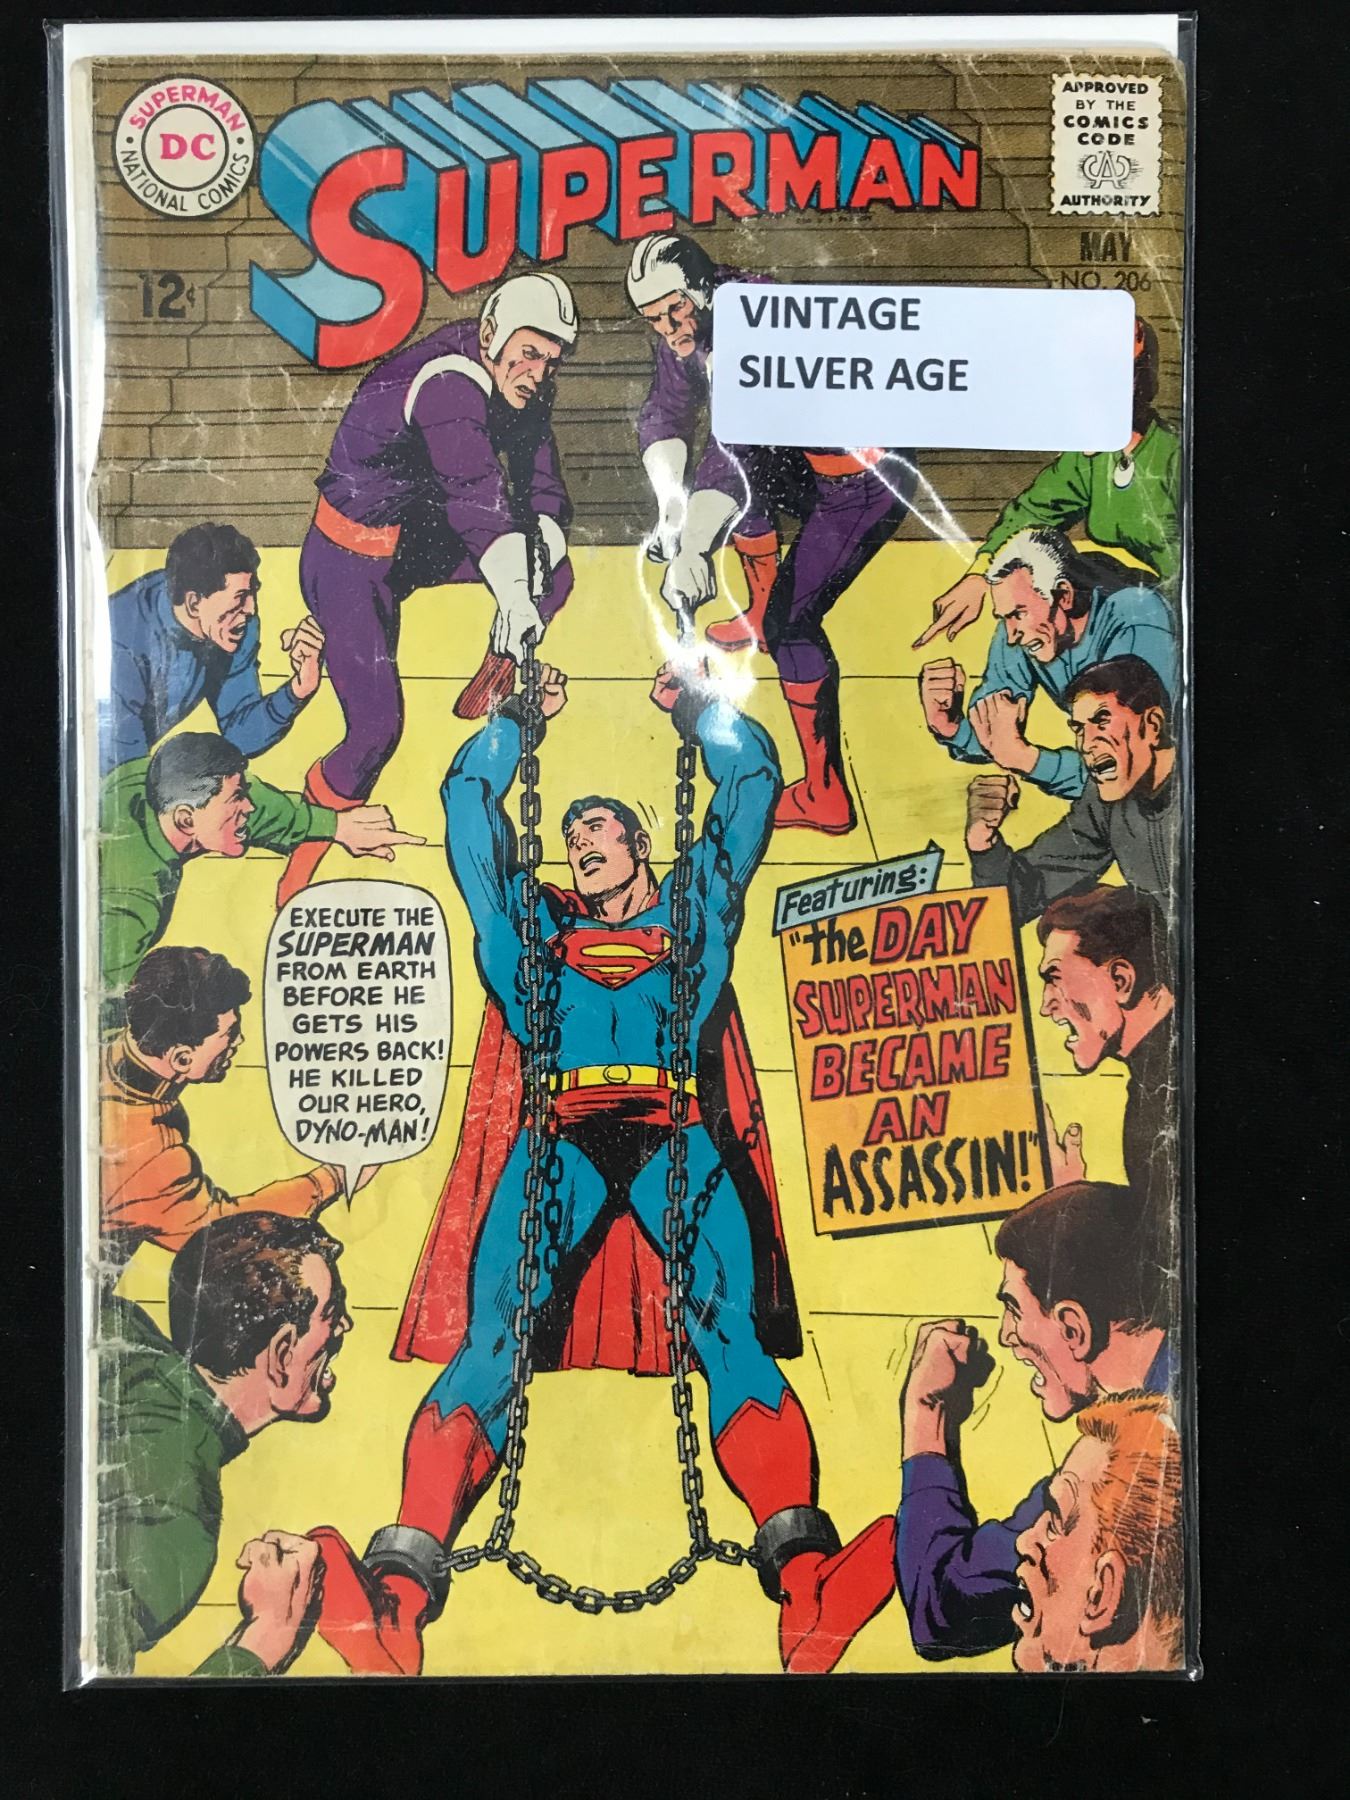 SUPERMAN
DC
NATIONAL COMICS
SUPERMAN
APPROVED
BY THE
COMICS
CODE
AUTHORITY
MAY
NO. 206
12¢
VINTAGE
SILVER AGE
EXECUTE THE
SUPERMAN
FROM EARTH
BEFORE HE
GETS HIS
POWERS BACK!
HE KILLED
OUR HERO,
DYNO-MAN!
Featuring:
"the DAY
SUPERMAN
BECAME
AN
ASSASSIN!"